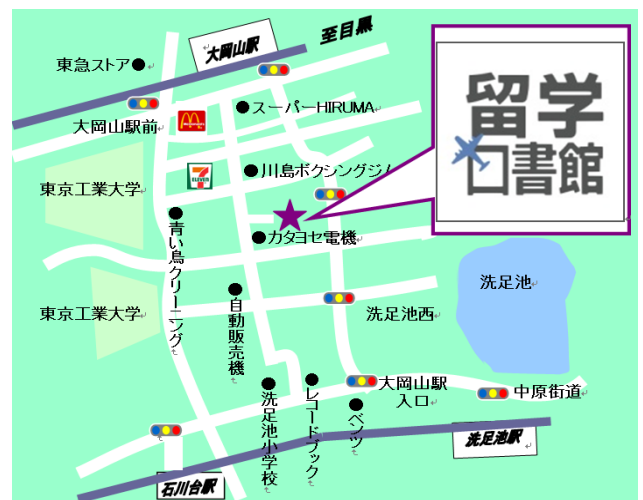 大岡山駅
至目黒
東急ストア
大岡山駅前
スーパーHIRUMA
川島ボクシングジム
ELEVEN
東京工業大学
青い鳥クリーニング
カタヨセ電機
留学
図書館
東京工業大学
自動販売機
洗足池
洗足池西
大岡山駅
入口
中原街道
洗足池小学校
レコードブック
ベンツ
洗足池駅
石川台駅